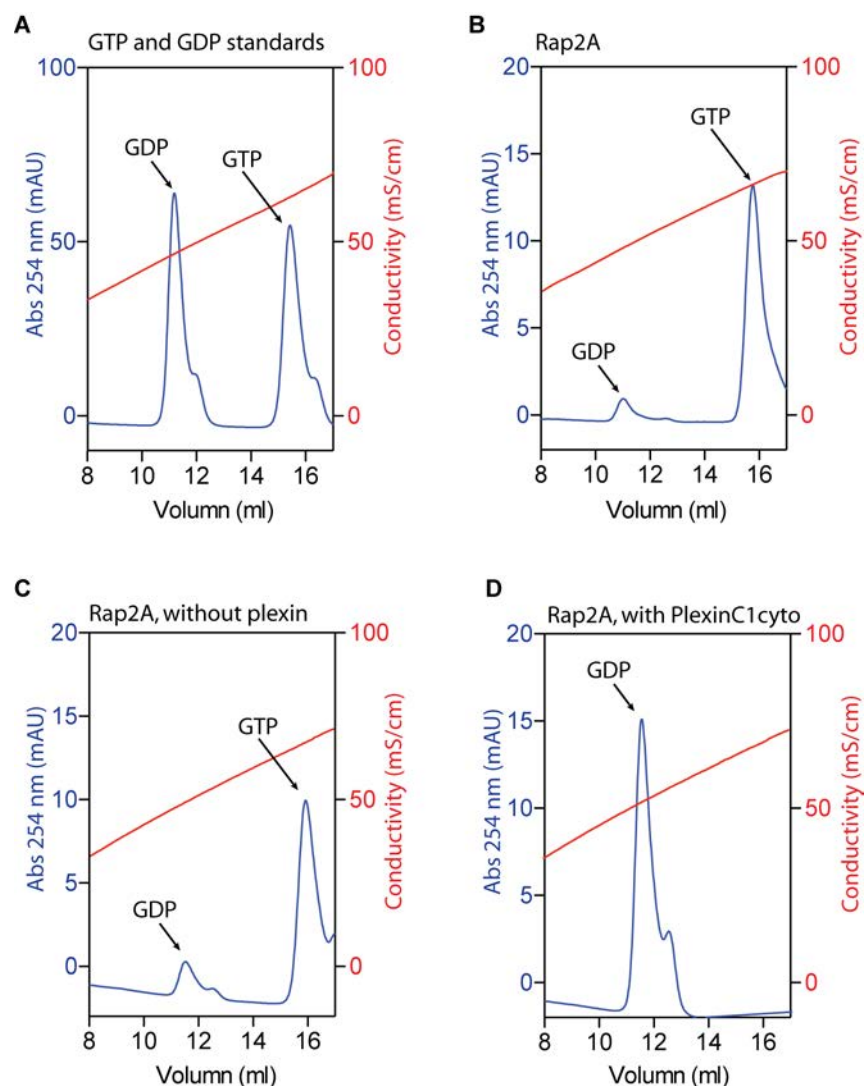 A
GTP and GDP standards
100
50
0
Abs 254 nm (mAU)
GDP
GTP
100
50
0
Conductivity (mS/cm)
8 10 12 14 16
Volumn (ml)
B
Rap2A
20
15
10
5
0
Abs 254 nm (mAU)
GTP
GDP
100
50
0
Conductivity (mS/cm)
8 10 12 14 16
Volumn (ml)
C
Rap2A, without plexin
20
15
10
5
0
Abs 254 nm (mAU)
GTP
GDP
100
50
0
Conductivity (mS/cm)
8 10 12 14 16
Volumn (ml)
D
Rap2A, with PlexinC1cyto
20
15
10
5
0
Abs 254 nm (mAU)
GDP
100
50
0
Conductivity (mS/cm)
8 10 12 14 16
Volumn (ml)